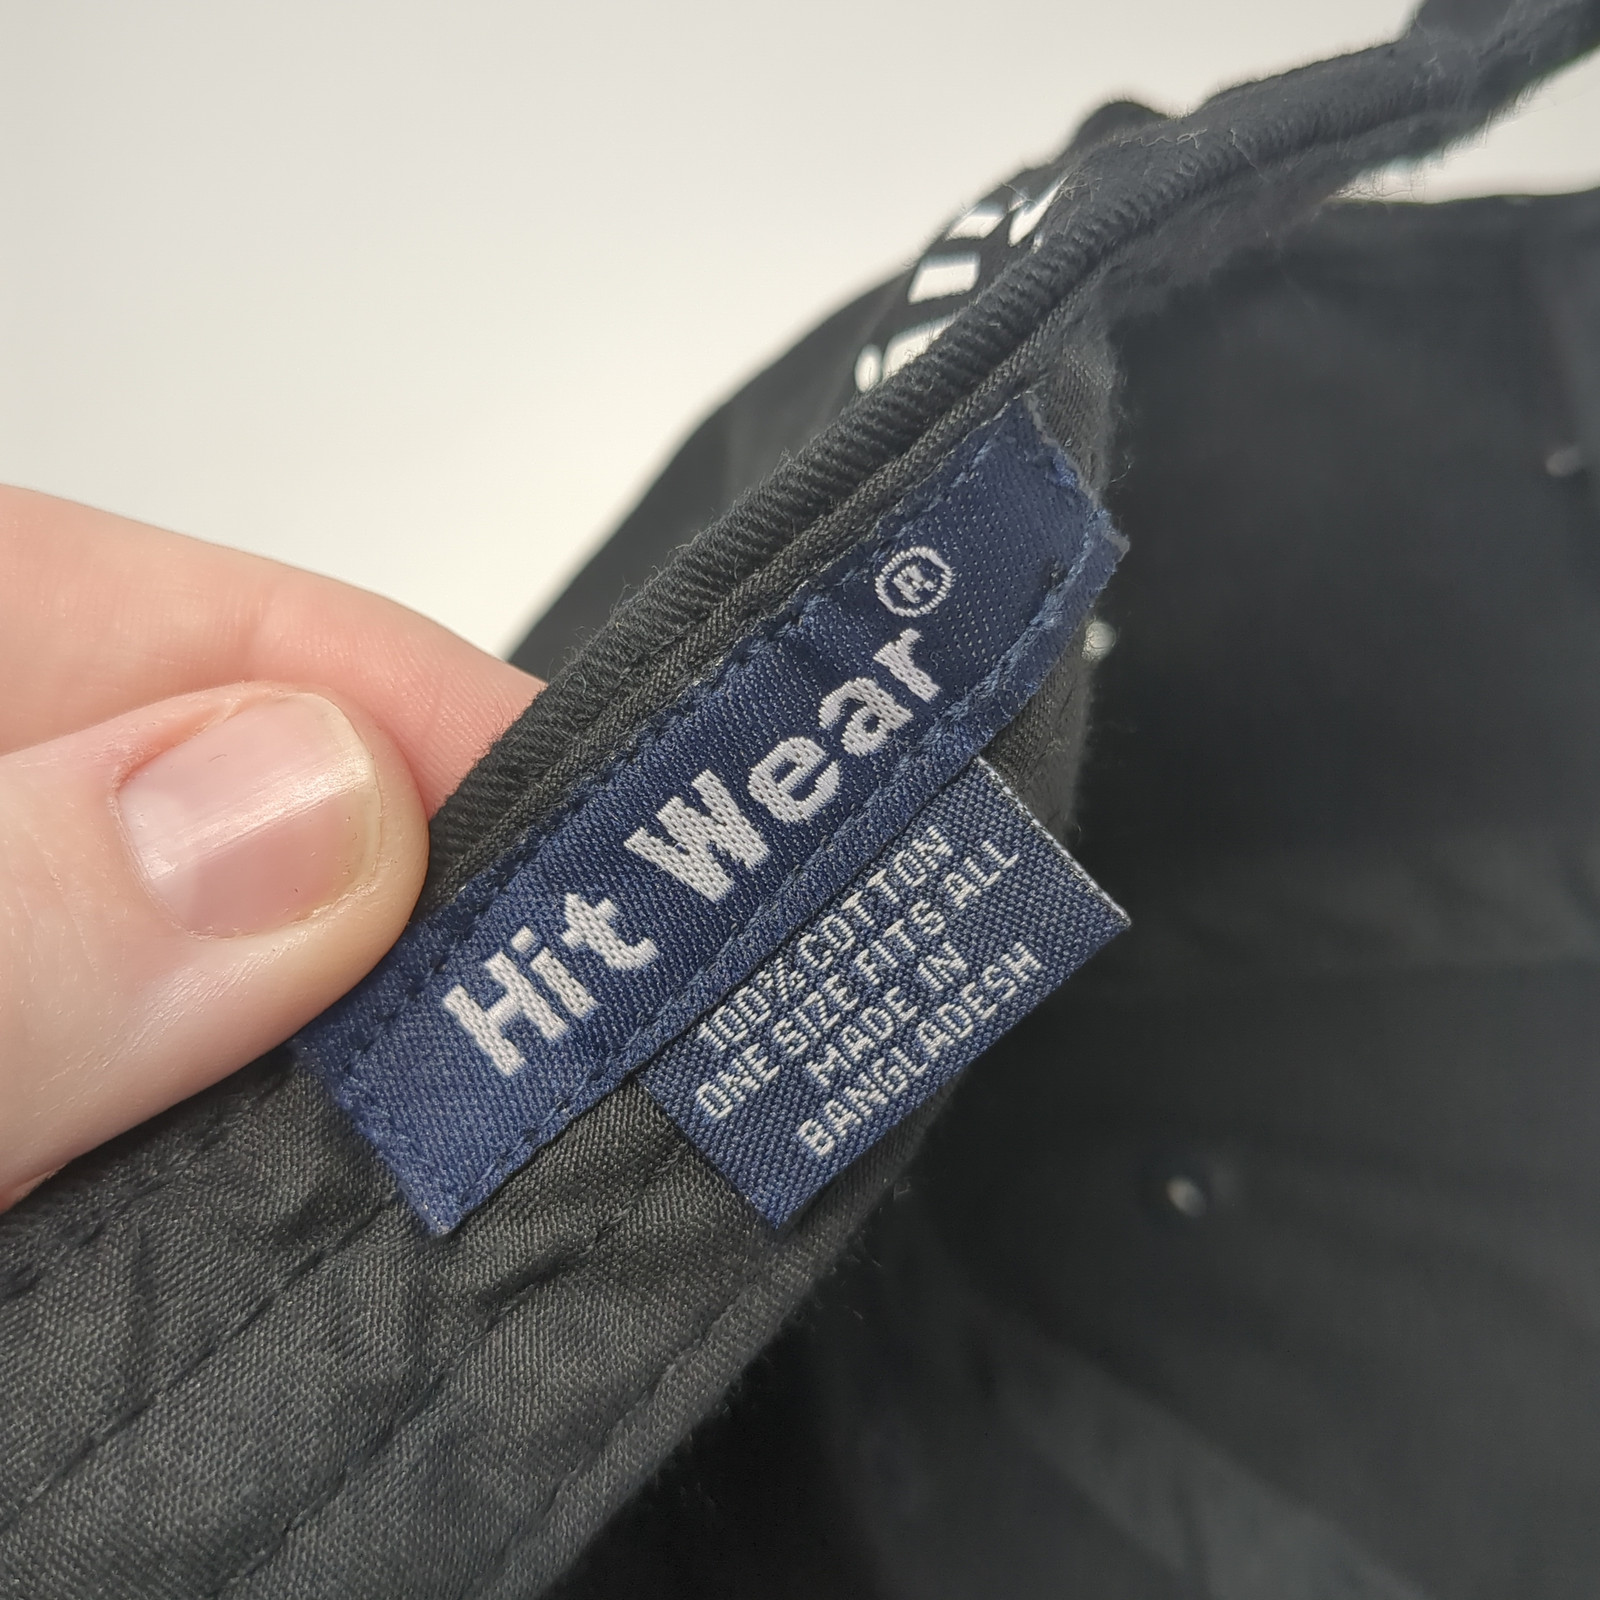 Hit Wear®
100% COTTON
ONE SIZE FITS ALL
MADE IN
BANGLADESH